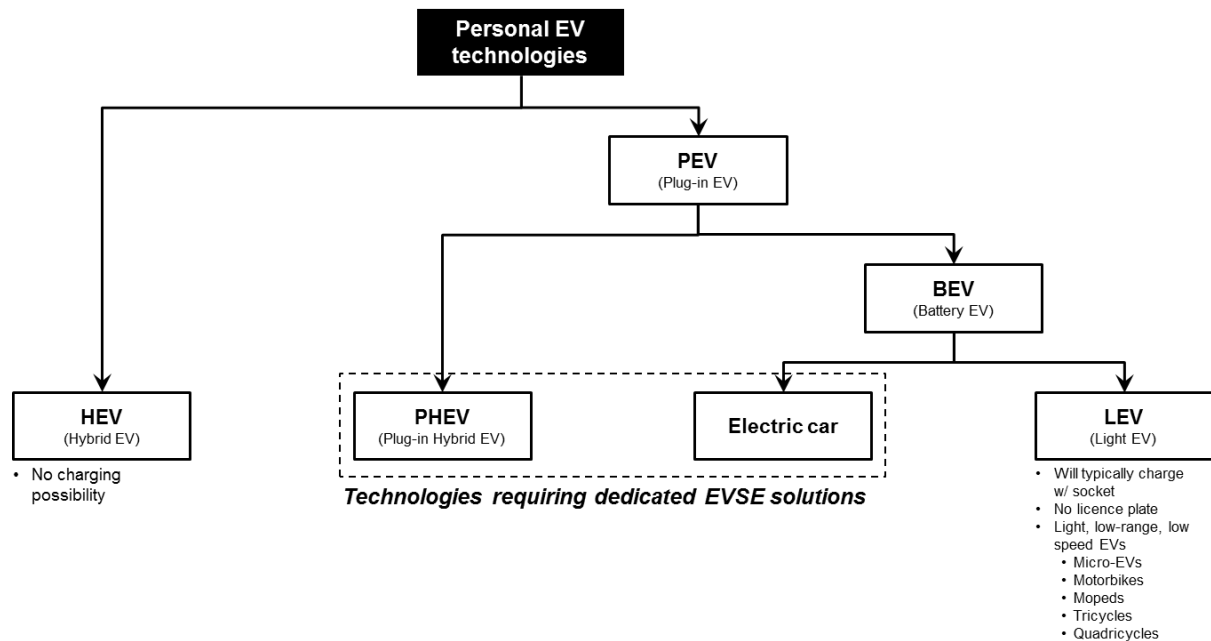 Personal EV
technologies
PEV
(Plug-in EV)
BEV
(Battery EV)
HEV
(Hybrid EV)
• No charging
possibility
PHEV
(Plug-in Hybrid EV)
Electric car
Technologies requiring dedicated EVSE solutions
LEV
(Light EV)
• Will typically charge
w/ socket
• No licence plate
• Light, low-range, low
speed EVs
• Micro-EVs
• Motorbikes
• Mopeds
• Tricycles
• Quadricycles